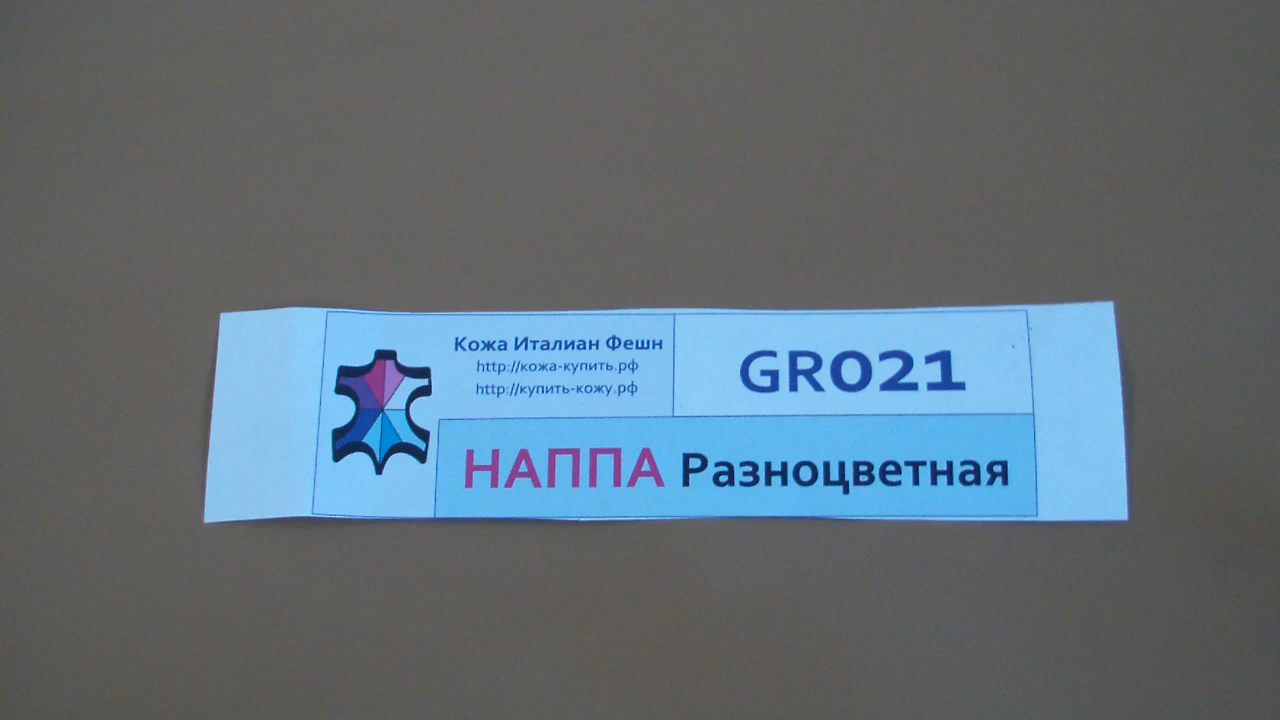 Кожа Италиан Фешн
http://кожа-купить.рф
http://купить-кожу.рф
GR021
НАППА Разноцветная